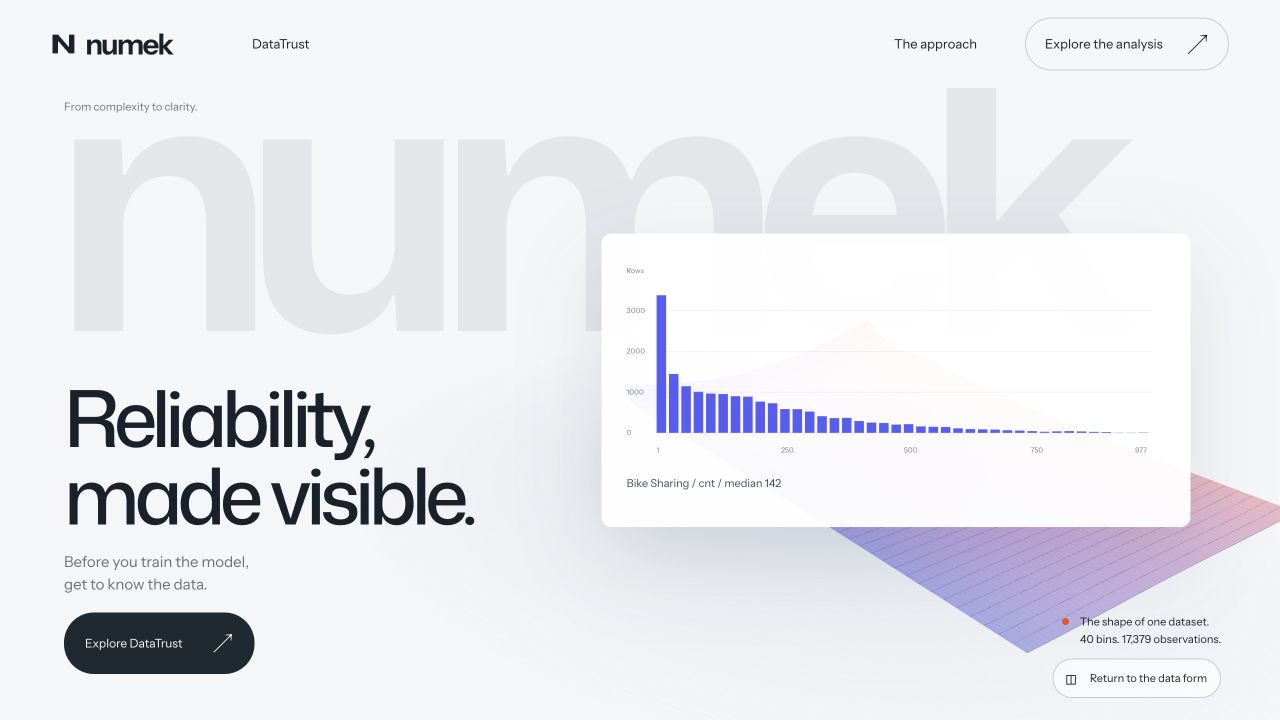 N numek
DataTrust
The approach
Explore the analysis
From complexity to clarity.
numek
Rows
3000
2000
1000
0
1
250
500
750
977
Bike Sharing / cnt / median 142
Reliability,
made visible.
Before you train the model,
get to know the data.
Explore DataTrust
The shape of one dataset.
40 bins. 17,379 observations.
Return to the data form